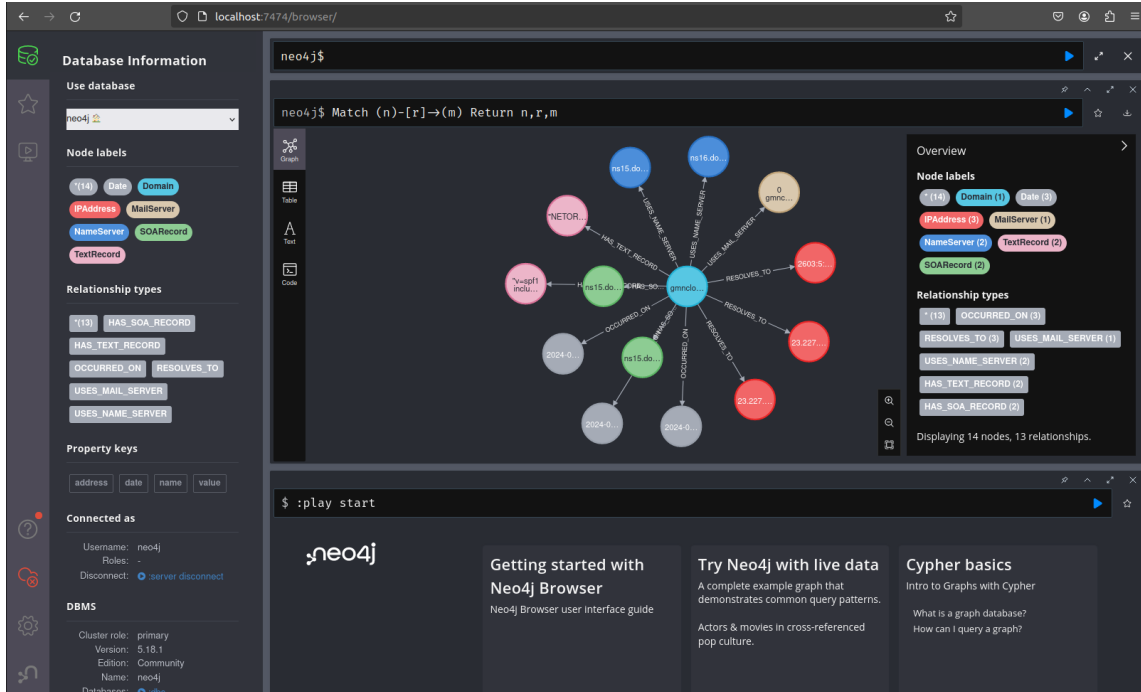 localhost:7474/browser/
Database Information
Use database
neo4j
Node labels
*(14) Date Domain
IPAddress MailServer
NameServer SOARecord
TextRecord
Relationship types
*(13) HAS_SOA_RECORD
HAS_TEXT_RECORD
OCCURRED_ON RESOLVES_TO
USES_MAIL_SERVER
USES_NAME_SERVER
Property keys
address date name value
Connected as
Username: neo4j
Roles: -
Disconnect: :server disconnect
DBMS
Cluster role: primary
Version: 5.18.1
Edition: Community
Name: neo4j
Databases: :dbs
neo4j$
neo4j$ Match (n)-[r]→(m) Return n,r,m
Graph
Table
Text
Code
ns15.do...
ns16.do...
0
gmnc...
"NETOR...
USES_NAME_SERVER
USES_NAME_SERVER
USES_MAIL_SERVER
HAS_TEXT_RECORD
2603:5:...
RESOLVES_TO
"v=spf1
inclu...
ns15.do...
gmnclo...
OCCURRED_ON
RESOLVES_TO
RESOLVES_TO
23.227....
2024-0...
ns15.do...
OCCURRED_ON
23.227....
2024-0...
2024-0...
Overview
Node labels
* (14) Domain (1) Date (3)
IPAddress (3) MailServer (1)
NameServer (2) TextRecord (2)
SOARecord (2)
Relationship types
* (13) OCCURRED_ON (3)
RESOLVES_TO (3) USES_MAIL_SERVER (1)
USES_NAME_SERVER (2)
HAS_TEXT_RECORD (2)
HAS_SOA_RECORD (2)
Displaying 14 nodes, 13 relationships.
$ :play start
neo4j
Getting started with
Neo4j Browser
Neo4j Browser user interface guide
Try Neo4j with live data
A complete example graph that
demonstrates common query patterns.
Actors & movies in cross-referenced
pop culture.
Cypher basics
Intro to Graphs with Cypher
What is a graph database?
How can I query a graph?